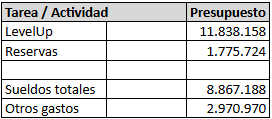 Tarea / Actividad Presupuesto
LevelUp 11.838.158
Reservas 1.775.724
Sueldos totales 8.867.188
Otros gastos 2.970.970